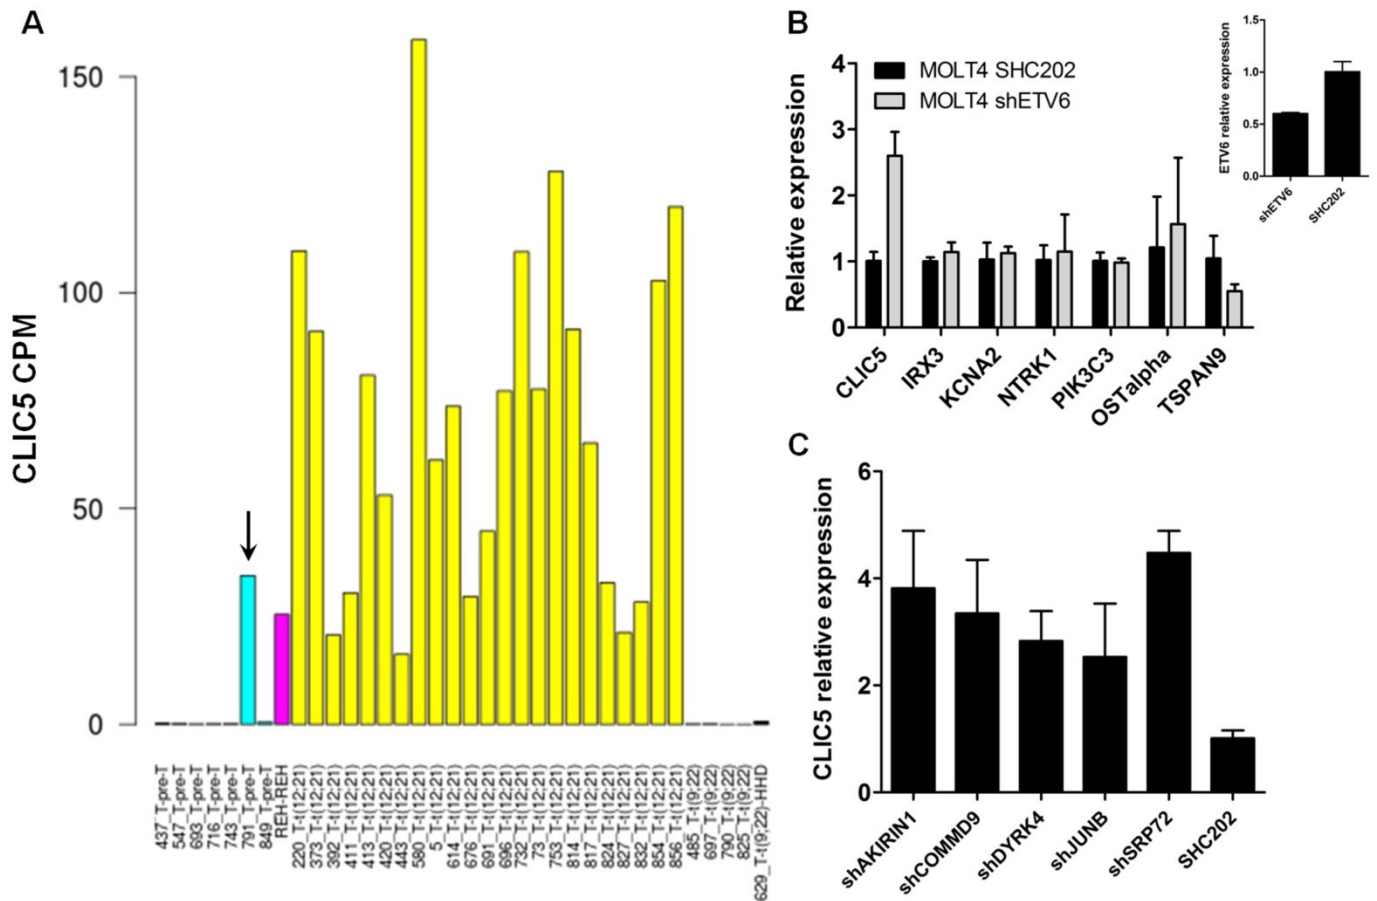 A
CLIC5 CPM
150
100
50
0
437_T-pre-T
547_T-pre-T
693_T-pre-T
716_T-pre-T
743_T-pre-T
791_T-pre-T
849_T-pre-T
REH-REH
220_T-t(12;21)
373_T-t(12;21)
392_T-t(12;21)
411_T-t(12;21)
413_T-t(12;21)
420_T-t(12;21)
443_T-t(12;21)
580_T-t(12;21)
5_T-t(12;21)
614_T-t(12;21)
676_T-t(12;21)
691_T-t(12;21)
696_T-t(12;21)
732_T-t(12;21)
73_T-t(12;21)
753_T-t(12;21)
814_T-t(12;21)
817_T-t(12;21)
824_T-t(12;21)
827_T-t(12;21)
832_T-t(12;21)
854_T-t(12;21)
856_T-t(12;21)
485_T-t(9;22)
697_T-t(9;22)
790_T-t(9;22)
825_T-t(9;22)
629_T-t(9;22)-HHD
B
Relative expression
4
3
2
1
0
MOLT4 SHC202
MOLT4 shETV6
CLIC5
IRX3
KCNA2
NTRK1
PIK3C3
OSTalpha
TSPAN9
ETV6 relative expression
1.5
1.0
0.5
0.0
shETV6
SHC202
C
CLIC5 relative expression
6
4
2
0
shAKIRIN1
shCOMMD9
shDYRK4
shJUNB
shSRP72
SHC202